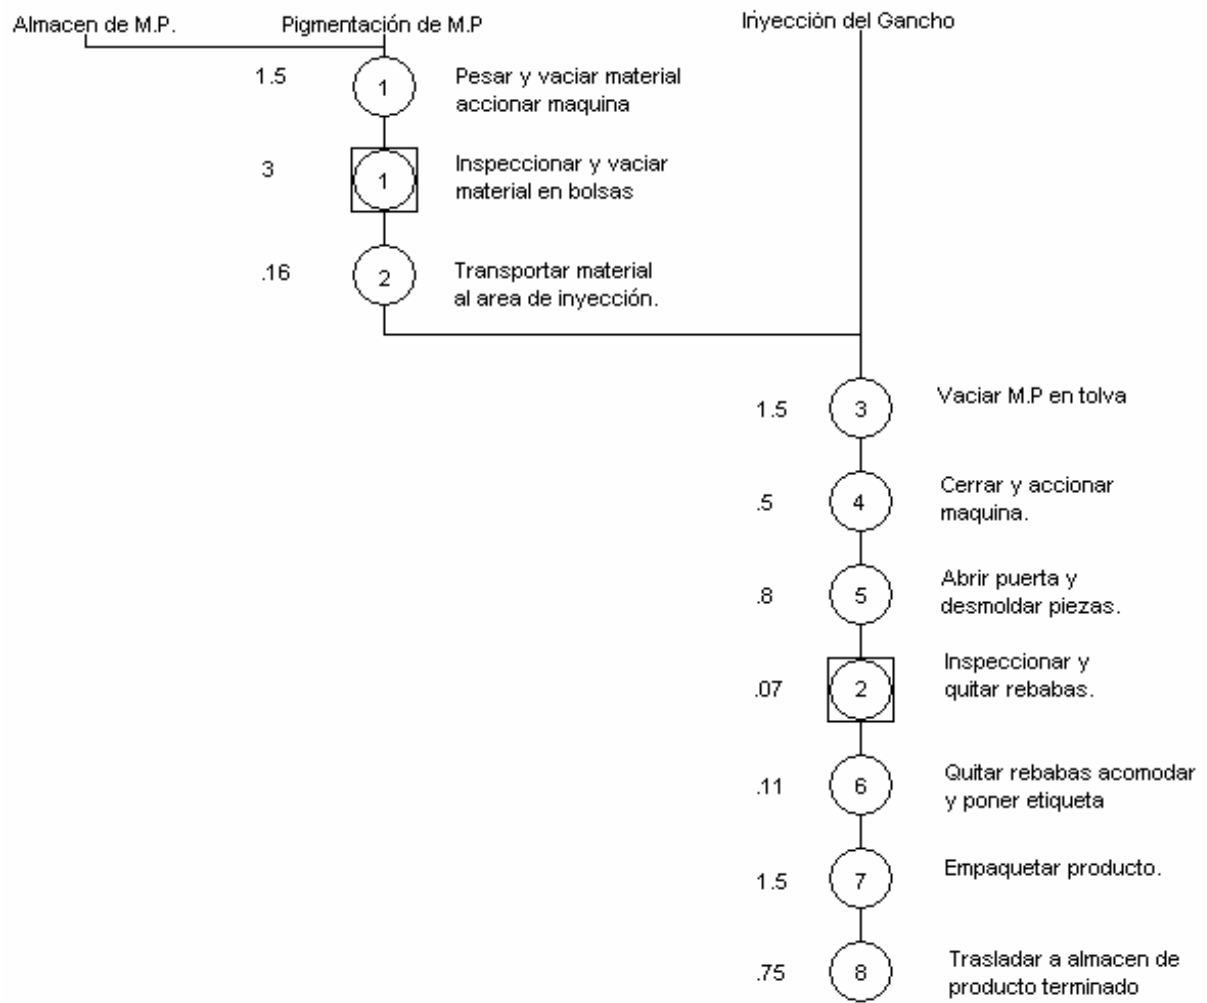 Almacen de M.P.
Pigmentación de M.P
Inyección del Gancho
1.5
1
Pesar y vaciar material
accionar maquina
3
1
Inspeccionar y vaciar
material en bolsas
.16
2
Transportar material
al area de inyección.
1.5
3
Vaciar M.P en tolva
.5
4
Cerrar y accionar
maquina.
.8
5
Abrir puerta y
desmoldar piezas.
.07
2
Inspeccionar y
quitar rebabas.
.11
6
Quitar rebabas acomodar
y poner etiqueta
1.5
7
Empaquetar producto.
.75
8
Trasladar a almacen de
producto terminado